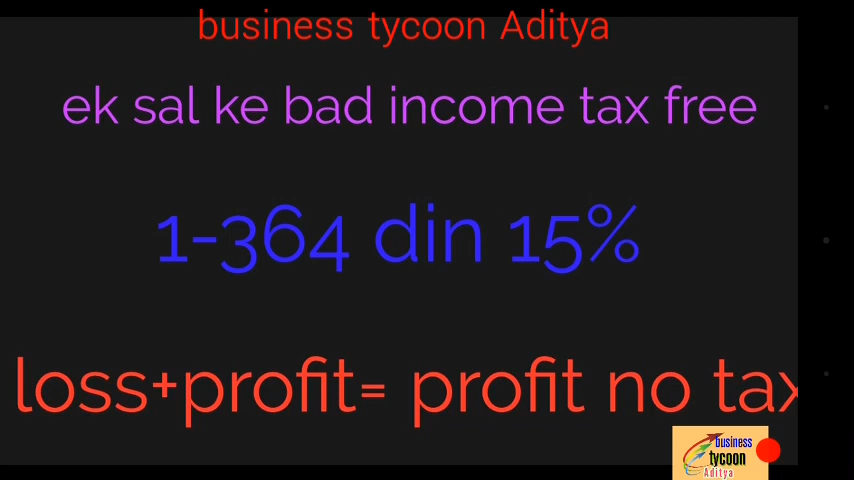 business tycoon Aditya
ek sal ke bad income tax free
1-364 din 15%
loss+profit= profit no tax
business
tycoon
Aditya